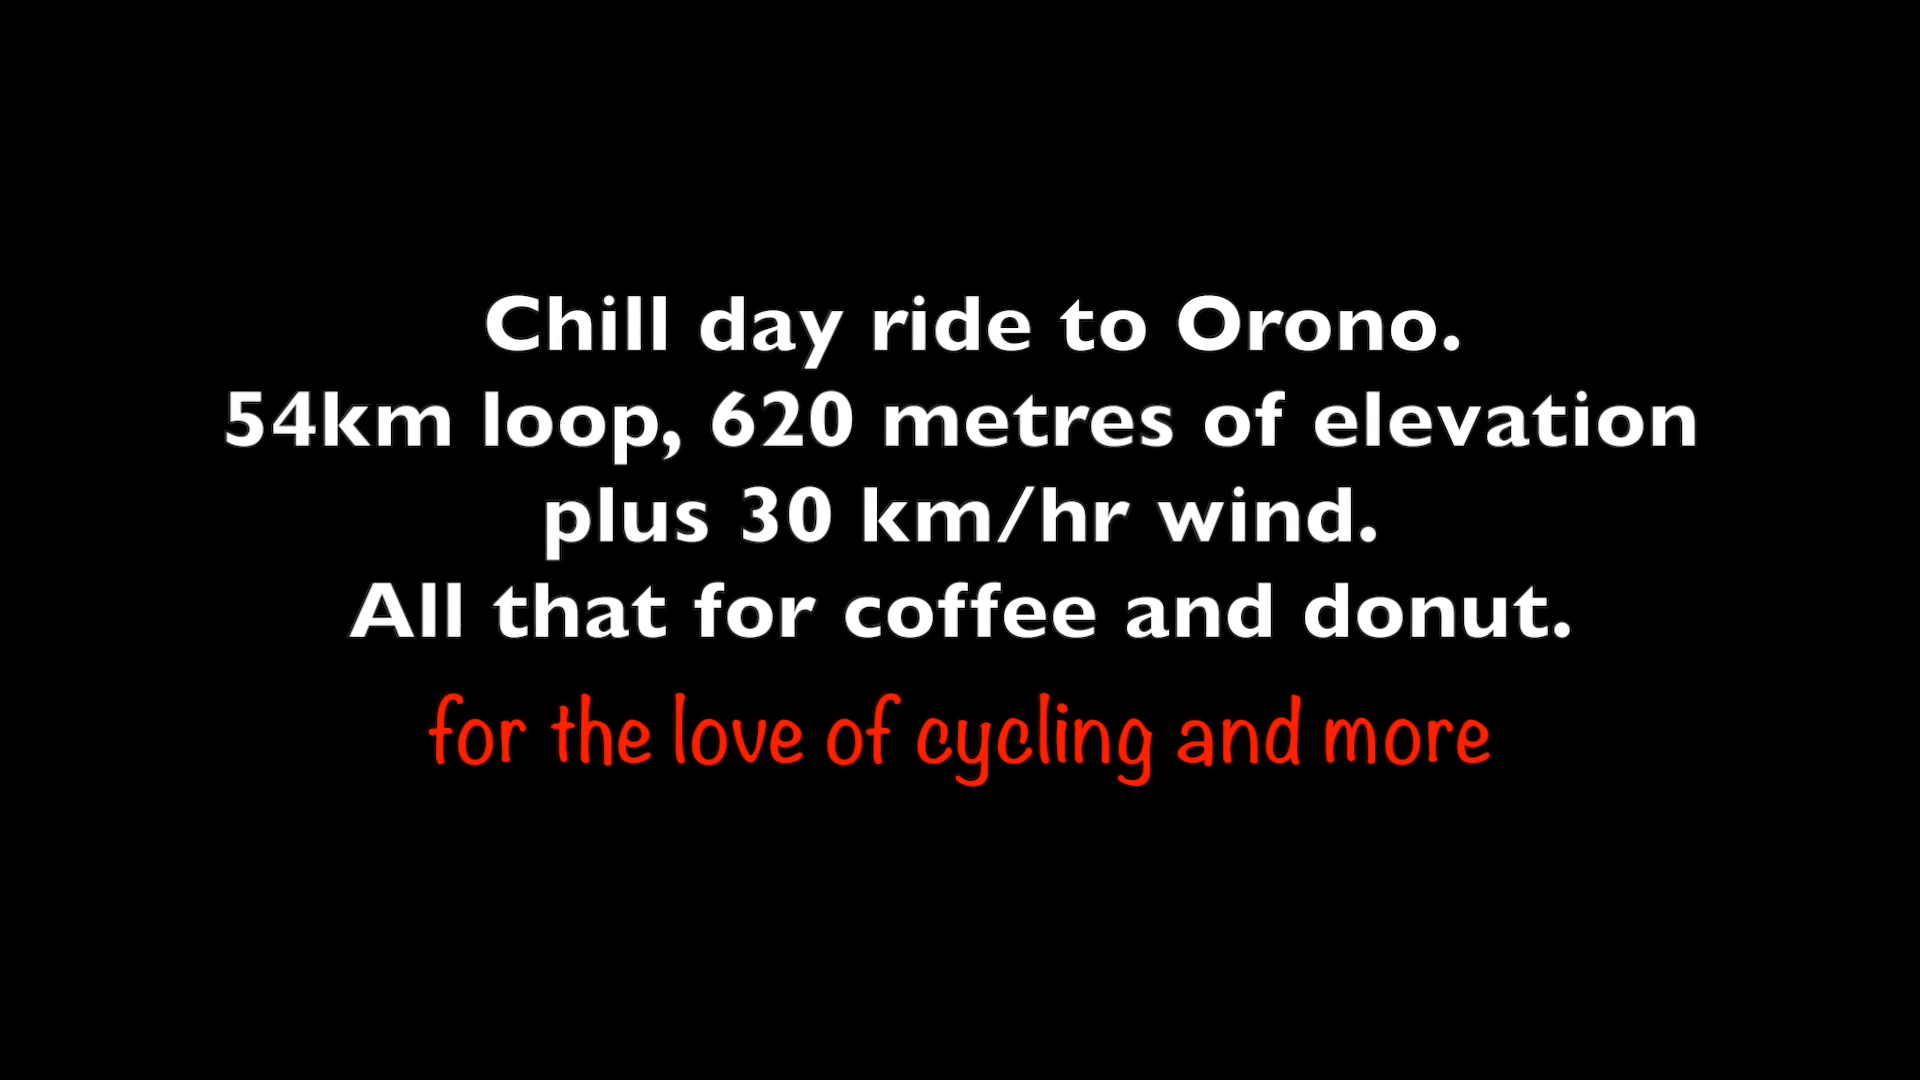 Chill day ride to Orono.
54km loop, 620 metres of elevation
plus 30 km/hr wind.
All that for coffee and donut.
for the love of cycling and more